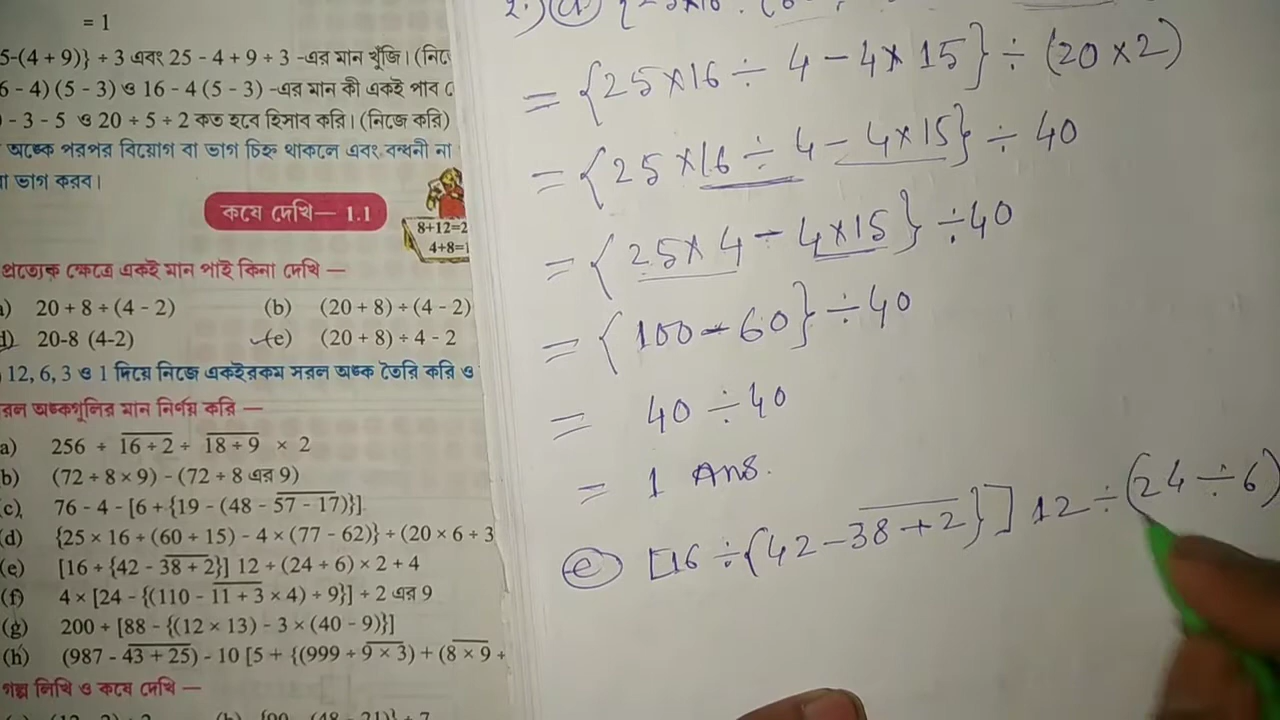 = 1
5-(4 + 9)} ÷ 3 এবং 25 - 4 + 9 ÷ 3 -এর মান খুঁজি। (নিজে
6 - 4) (5 - 3) ও 16 - 4 (5 - 3) -এর মান কী একই পাব
- 3 - 5 ও 20 ÷ 5 ÷ 2 কত হবে হিসাব করি। (নিজে করি)
অঙ্কে পরপর বিয়োগ বা ভাগ চিহ্ন থাকলে এবং বন্ধনী না
ভাগ করব।
কষে দেখি— 1.1
8+12=2
4+8=1
প্রত্যেক ক্ষেত্রে একই মান পাই কিনা দেখি —
20 + 8 ÷ (4 - 2) (b) (20 + 8) ÷ (4 - 2)
20-8 (4-2) (e) (20 + 8) ÷ 4 - 2
12, 6, 3 ও 1 দিয়ে নিজে একইরকম সরল অঙ্ক তৈরি করি ও
সরল অঙ্কগুলির মান নির্ণয় করি —
a) 256 ÷ 16 ÷ 2 ÷ 18 ÷ 9 × 2
b) (72 ÷ 8 × 9) - (72 ÷ 8 এর 9)
(c) 76 - 4 - [6 + {19 - (48 - 57 - 17)}]
(d) {25 × 16 ÷ (60 ÷ 15) - 4 × (77 - 62)} ÷ (20 × 6 ÷ 3
(e) [16 ÷ {42 - 38 + 2}] 12 ÷ (24 ÷ 6) × 2 + 4
(f) 4 × [24 - {(110 - 11 + 3 × 4) ÷ 9}] ÷ 2 এর 9
(g) 200 ÷ [88 - {(12 × 13) - 3 × (40 - 9)}]
(h) (987 - 43 + 25) - 10 [5 + {(999 ÷ 9 × 3) + (8 × 9 ÷
গল্প লিখি ও কষে দেখি —
= {25 × 16 ÷ 4 - 4 × 15} ÷ (20 × 2)
= {25 × 16 ÷ 4 - 4 × 15} ÷ 40
= {25 × 4 - 4 × 15} ÷ 40
= {100 - 60} ÷ 40
= 40 ÷ 40
= 1 Ans.
(e) [16 ÷ {42 - 38 + 2}] 12 ÷ (24 ÷ 6)